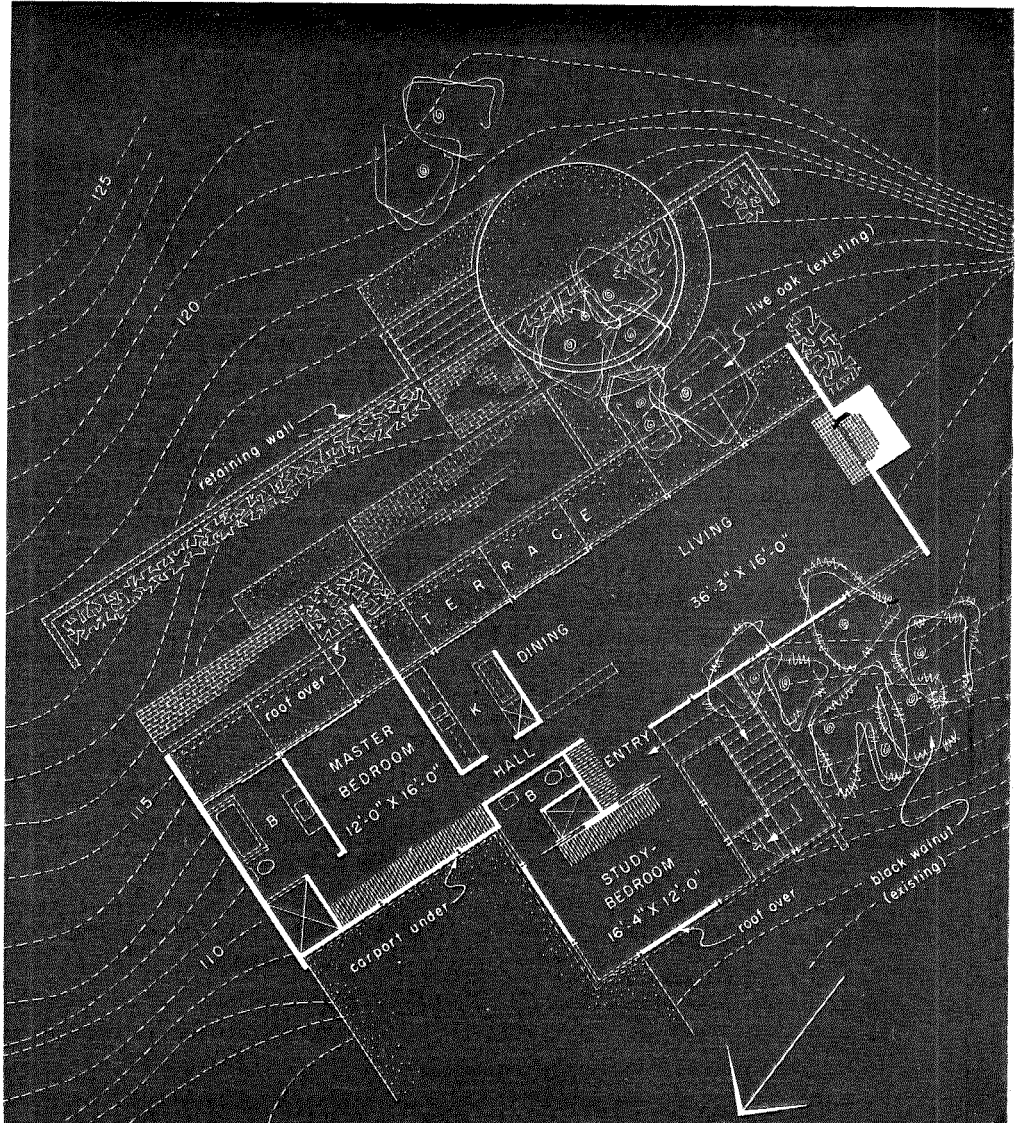 125
120
live oak (existing)
retaining wall
TERRACE
LIVING
36'-3" X 16'-0"
DINING
roof over
K
MASTER
BEDROOM
12'-0" X 16'-0"
HALL
ENTRY
B
B
115
STUDY-
BEDROOM
16'-4" X 12'-0"
black walnut
(existing)
roof over
carport under
110